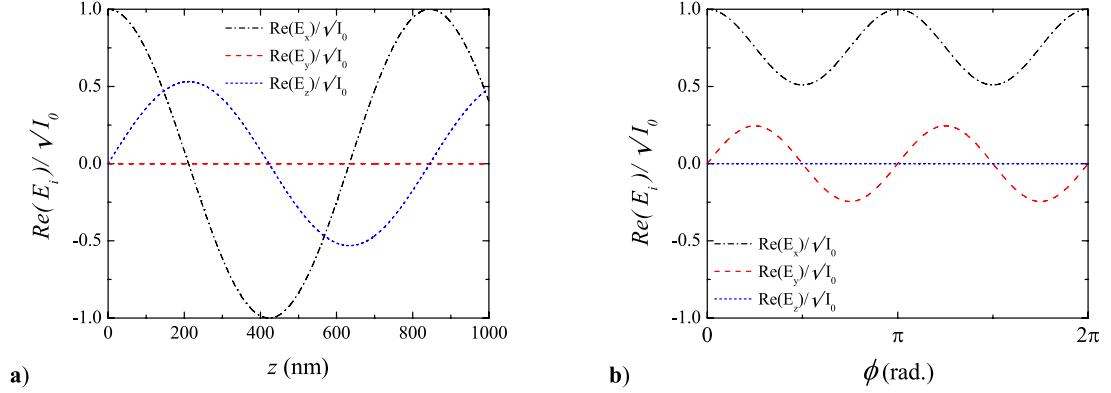 1.0
0.5
0.0
-0.5
-1.0
Re(E_i)/ √I_0
Re(E_x)/√I_0
Re(E_y)/√I_0
Re(E_z)/√I_0
0 200 400 600 800 1000
z (nm)
a)
1.0
0.5
0.0
-0.5
-1.0
Re(E_i)/ √I_0
Re(E_x)/√I_0
Re(E_y)/√I_0
Re(E_z)/√I_0
0 π 2π
ϕ (rad.)
b)